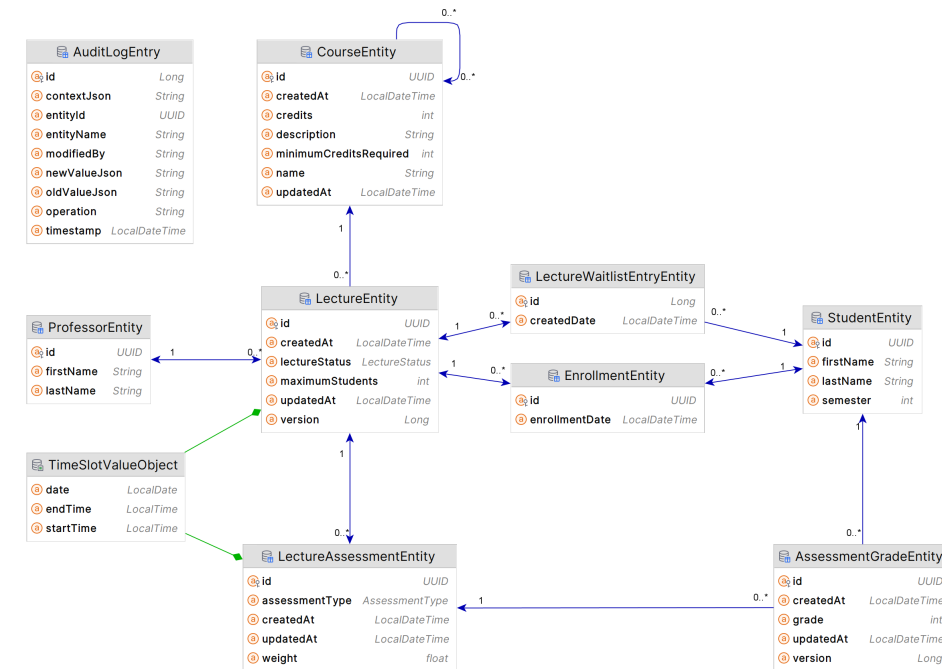 0..*
0..*
AuditLogEntry
id Long
contextJson String
entityId UUID
entityName String
modifiedBy String
newValueJson String
oldValueJson String
operation String
timestamp LocalDateTime
CourseEntity
id UUID
createdAt LocalDateTime
credits int
description String
minimumCreditsRequired int
name String
updatedAt LocalDateTime
1
0..*
LectureEntity
id UUID
createdAt LocalDateTime
lectureStatus LectureStatus
maximumStudents int
updatedAt LocalDateTime
version Long
ProfessorEntity
id UUID
firstName String
lastName String
1
0..*
LectureWaitlistEntryEntity
id Long
createdDate LocalDateTime
1
0..*
0..*
1
EnrollmentEntity
id UUID
enrollmentDate LocalDateTime
1
0..*
0..*
1
StudentEntity
id UUID
firstName String
lastName String
semester int
TimeSlotValueObject
date LocalDate
endTime LocalTime
startTime LocalTime
1
0..*
1
0..*
LectureAssessmentEntity
id UUID
assessmentType AssessmentType
createdAt LocalDateTime
updatedAt LocalDateTime
weight float
1
0..*
AssessmentGradeEntity
id UUID
createdAt LocalDateTime
grade int
updatedAt LocalDateTime
version Long